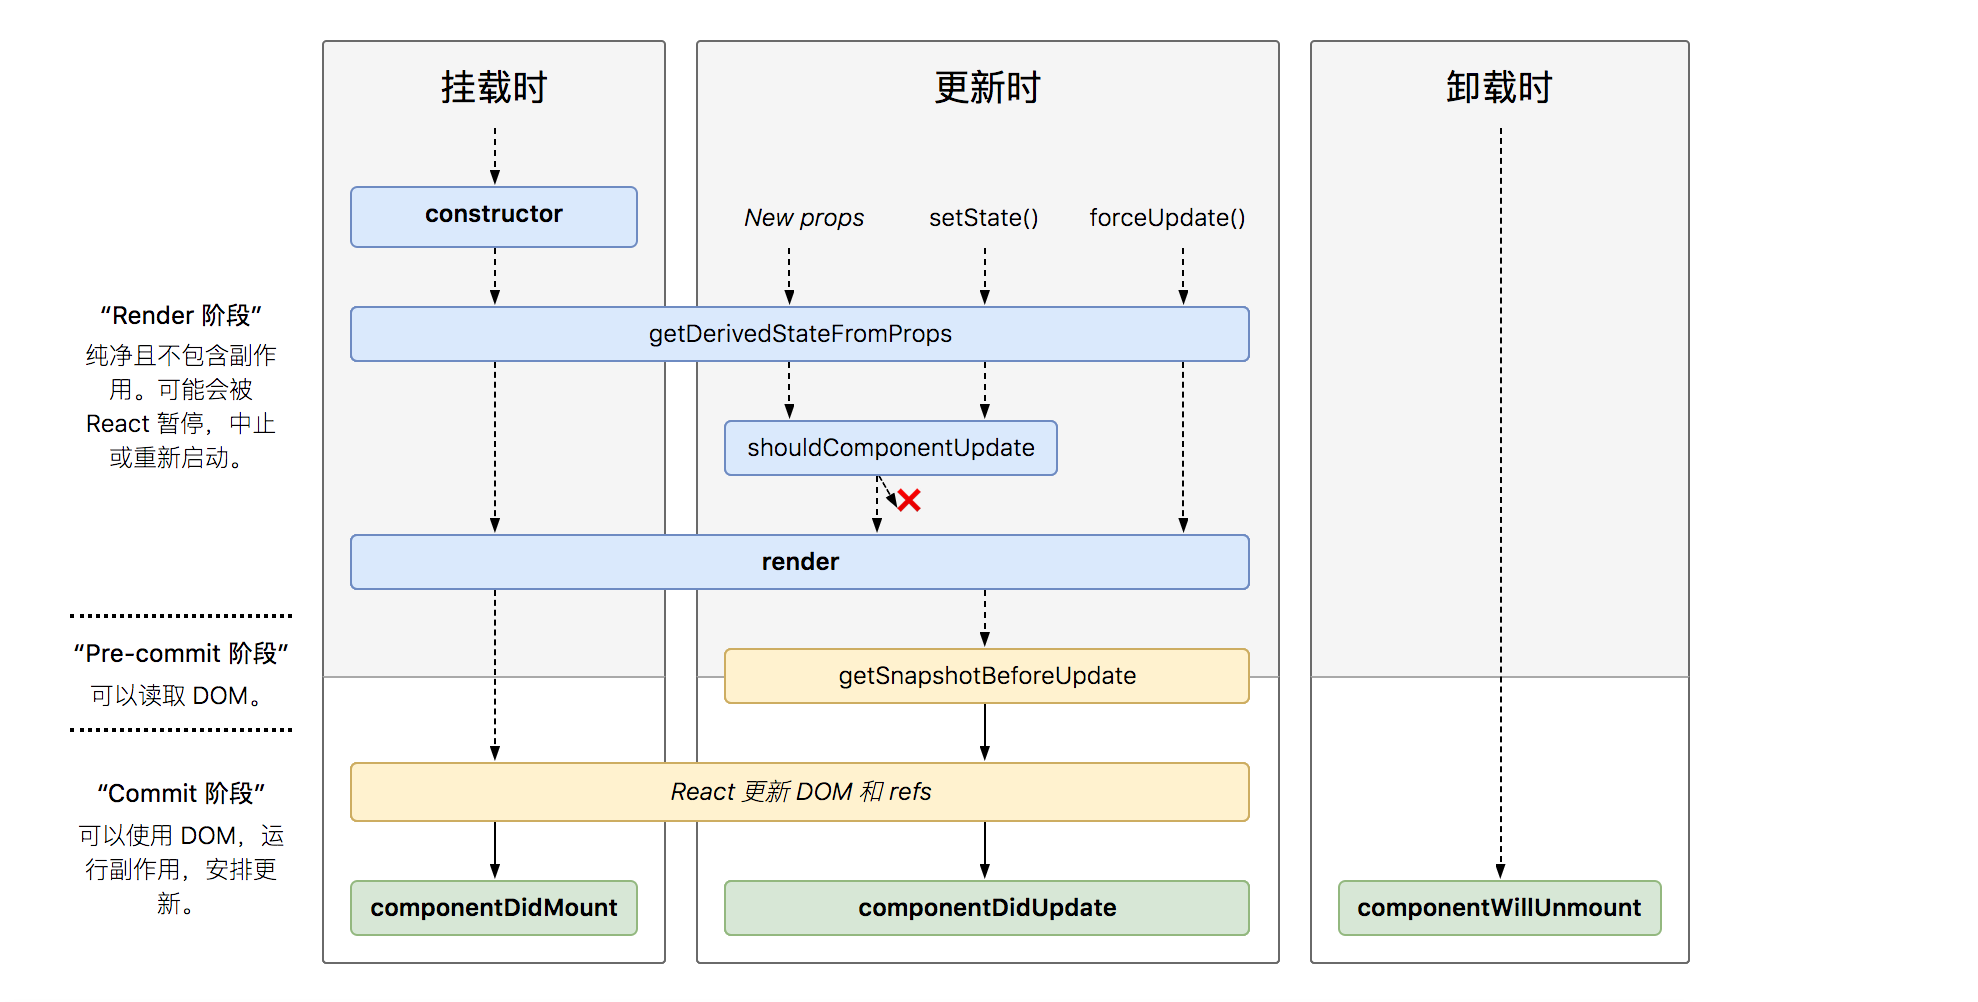 挂载时
更新时
卸载时
constructor
New props
setState()
forceUpdate()
“Render 阶段”
纯净且不包含副作
用。可能会被
React 暂停，中止
或重新启动。
getDerivedStateFromProps
shouldComponentUpdate
render
“Pre-commit 阶段”
可以读取 DOM。
getSnapshotBeforeUpdate
“Commit 阶段”
可以使用 DOM，运
行副作用，安排更
新。
React 更新 DOM 和 refs
componentDidMount
componentDidUpdate
componentWillUnmount